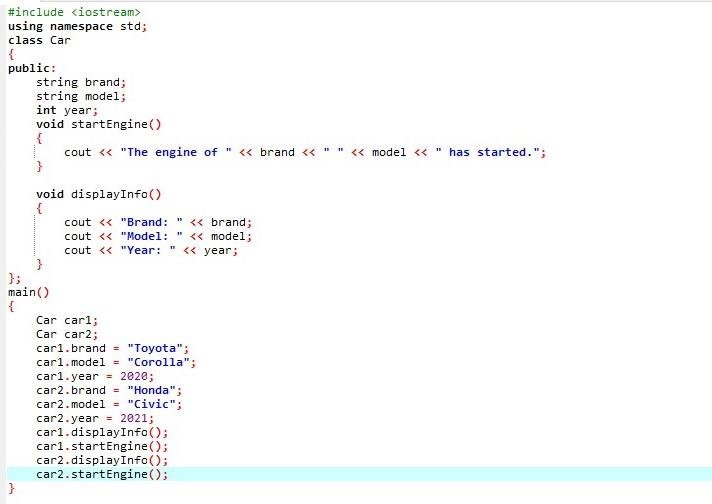 #include <iostream>
using namespace std;
class Car
{
public:
    string brand;
    string model;
    int year;
    void startEngine()
    {
        cout << "The engine of " << brand << " " << model << " has started.";
    }

    void displayInfo()
    {
        cout << "Brand: " << brand;
        cout << "Model: " << model;
        cout << "Year: " << year;
    }
};
main()
{
    Car car1;
    Car car2;
    car1.brand = "Toyota";
    car1.model = "Corolla";
    car1.year = 2020;
    car2.brand = "Honda";
    car2.model = "Civic";
    car2.year = 2021;
    car1.displayInfo();
    car1.startEngine();
    car2.displayInfo();
    car2.startEngine();
}